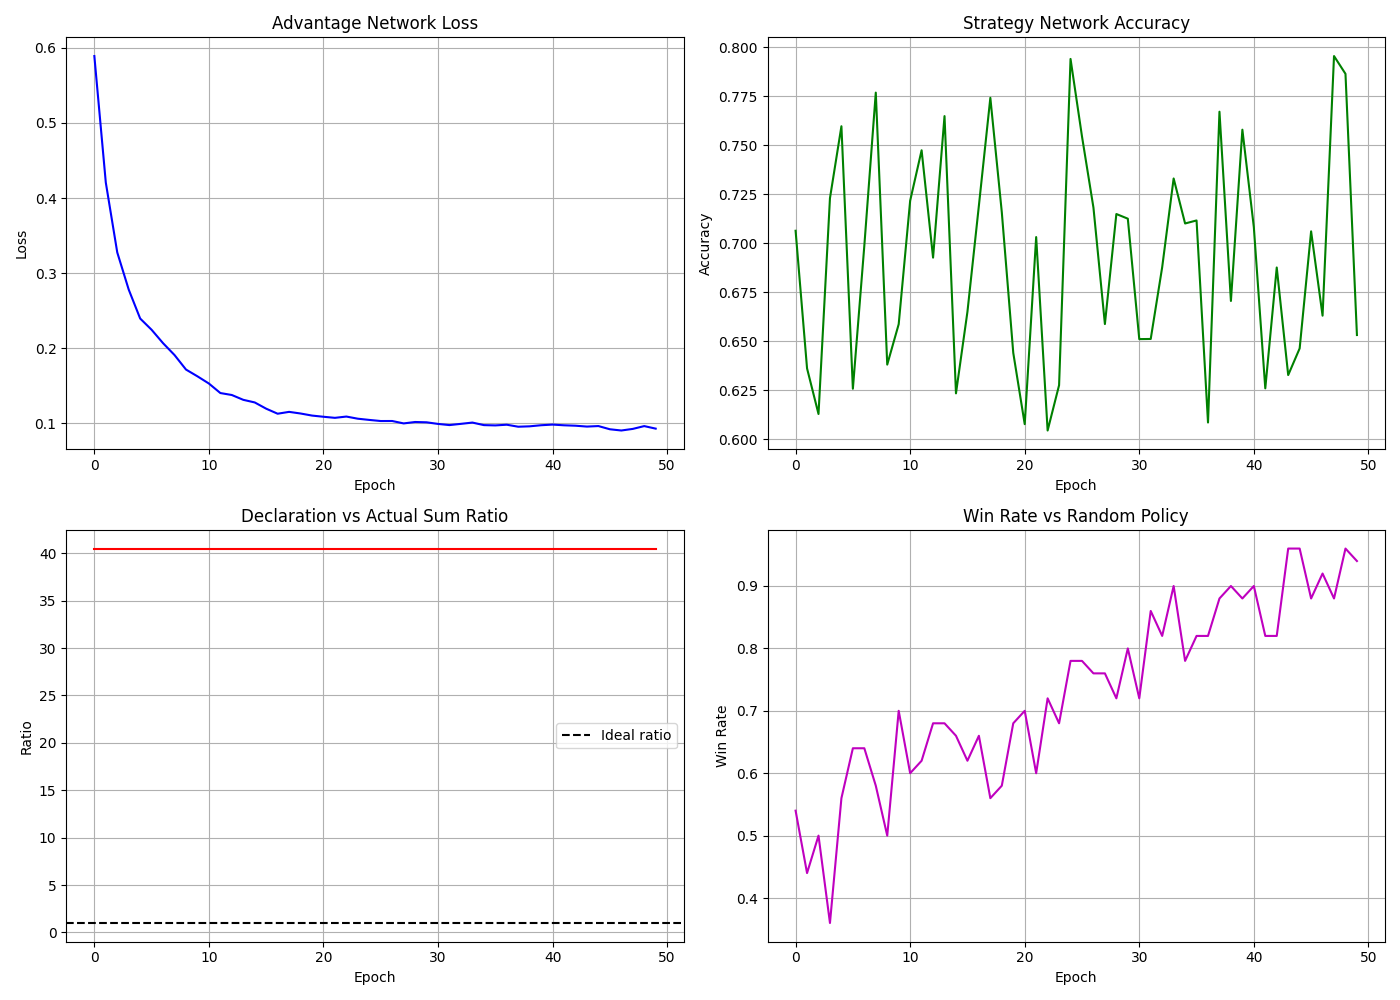 Advantage Network Loss
0.6
0.5
0.4
0.3
0.2
0.1
Loss
0 10 20 30 40 50
Epoch
Strategy Network Accuracy
0.800
0.775
0.750
0.725
0.700
0.675
0.650
0.625
0.600
Accuracy
0 10 20 30 40 50
Epoch
Declaration vs Actual Sum Ratio
40
35
30
25
20
15
10
5
0
Ratio
Ideal ratio
0 10 20 30 40 50
Epoch
Win Rate vs Random Policy
0.9
0.8
0.7
0.6
0.5
0.4
Win Rate
0 10 20 30 40 50
Epoch